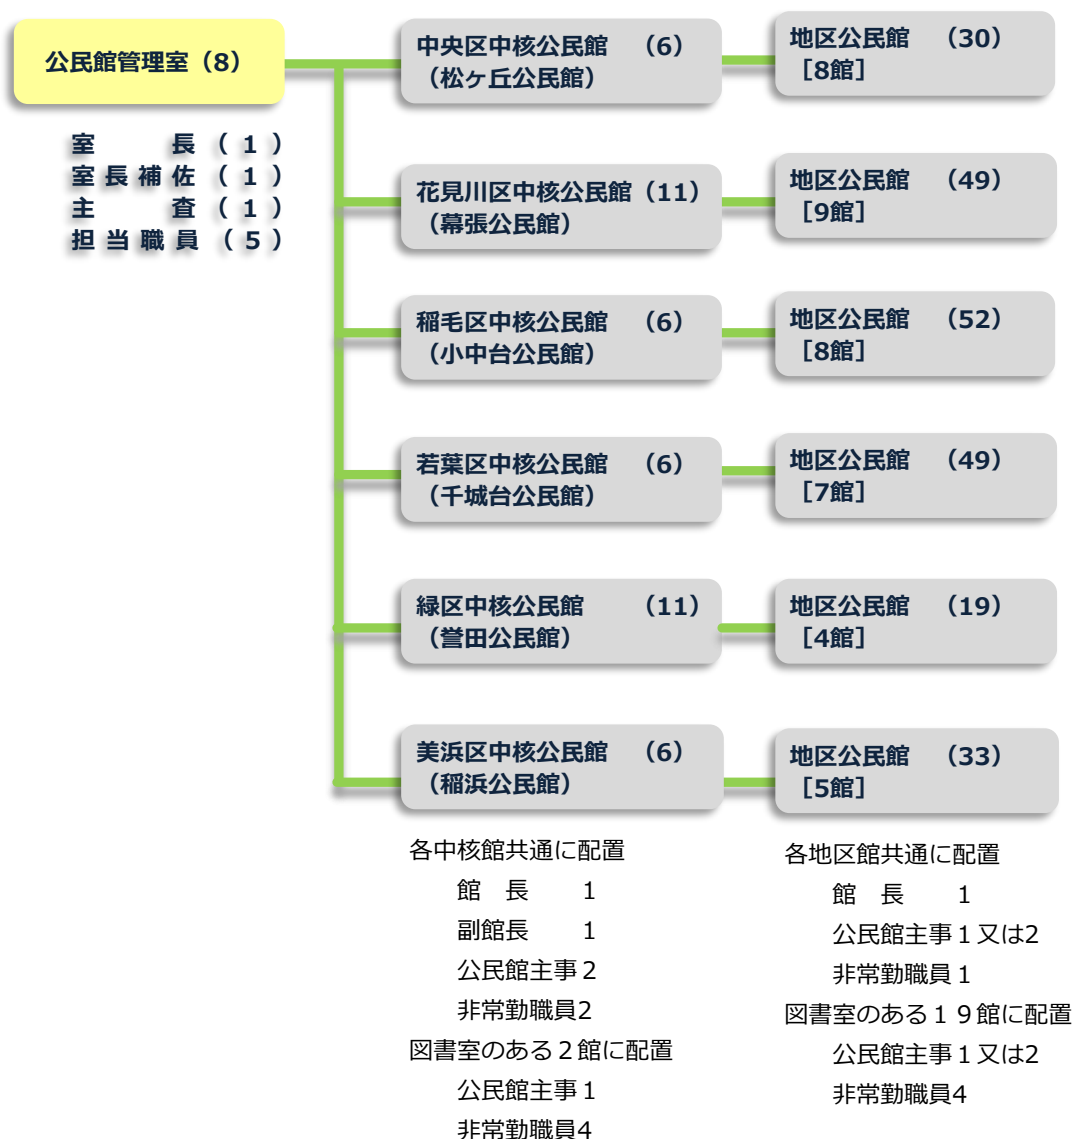 公民館管理室（8）
室長（1）
室長補佐（1）
主査（1）
担当職員（5）
中央区中核公民館　（6）
（松ヶ丘公民館）
地区公民館　（30）
［8館］
花見川区中核公民館（11）
（幕張公民館）
地区公民館　（49）
［9館］
稲毛区中核公民館　（6）
（小中台公民館）
地区公民館　（52）
［8館］
若葉区中核公民館　（6）
（千城台公民館）
地区公民館　（49）
［7館］
緑区中核公民館　　（11）
（誉田公民館）
地区公民館　（19）
［4館］
美浜区中核公民館　（6）
（稲浜公民館）
地区公民館　（33）
［5館］
各中核館共通に配置
館　長　　1
副館長　　1
公民館主事２
非常勤職員2
図書室のある２館に配置
公民館主事１
非常勤職員4
各地区館共通に配置
館　長　　1
公民館主事１又は2
非常勤職員１
図書室のある１９館に配置
公民館主事１又は2
非常勤職員4